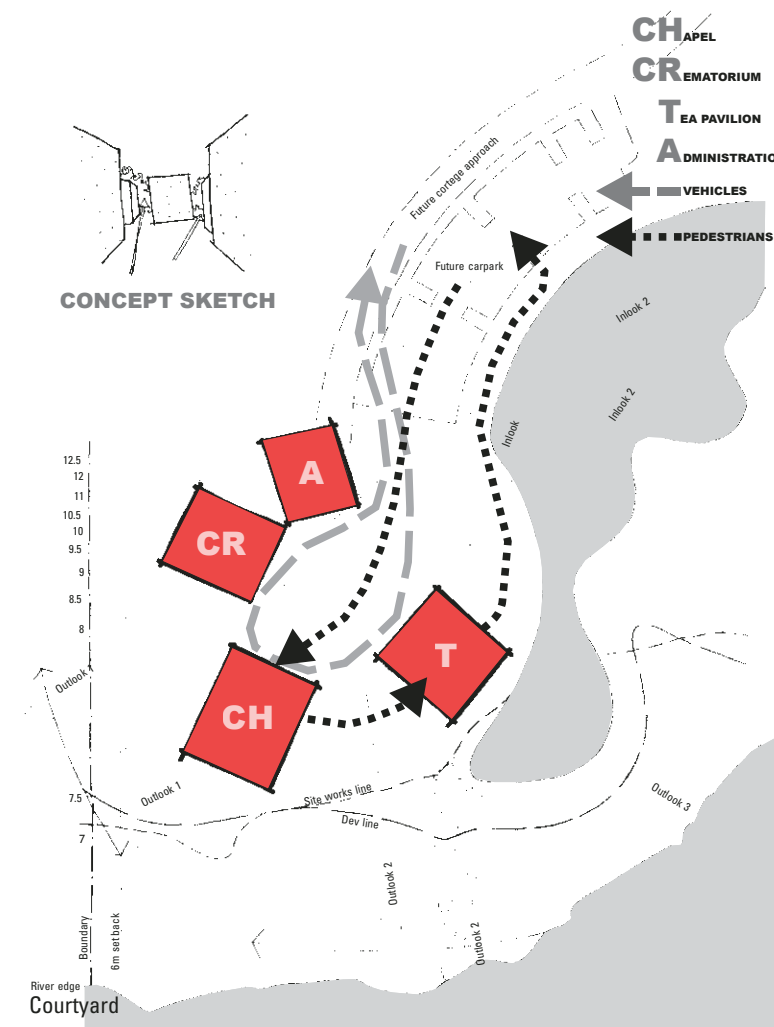 CHAPEL
CREMATORIUM
TEA PAVILION
ADMINISTRATIO
VEHICLES
PEDESTRIANS
CONCEPT SKETCH
Future cortege approach
Future carpark
Inlook 2
Inlook 2
Inlook
A
CR
T
CH
12.5
12
11
10.5
10
9.5
9
8.5
8
7.5
7
Outlook 1
Outlook 1
Site works line
Dev line
Outlook 3
Outlook 2
Outlook 2
Boundary
6m setback
River edge
Courtyard